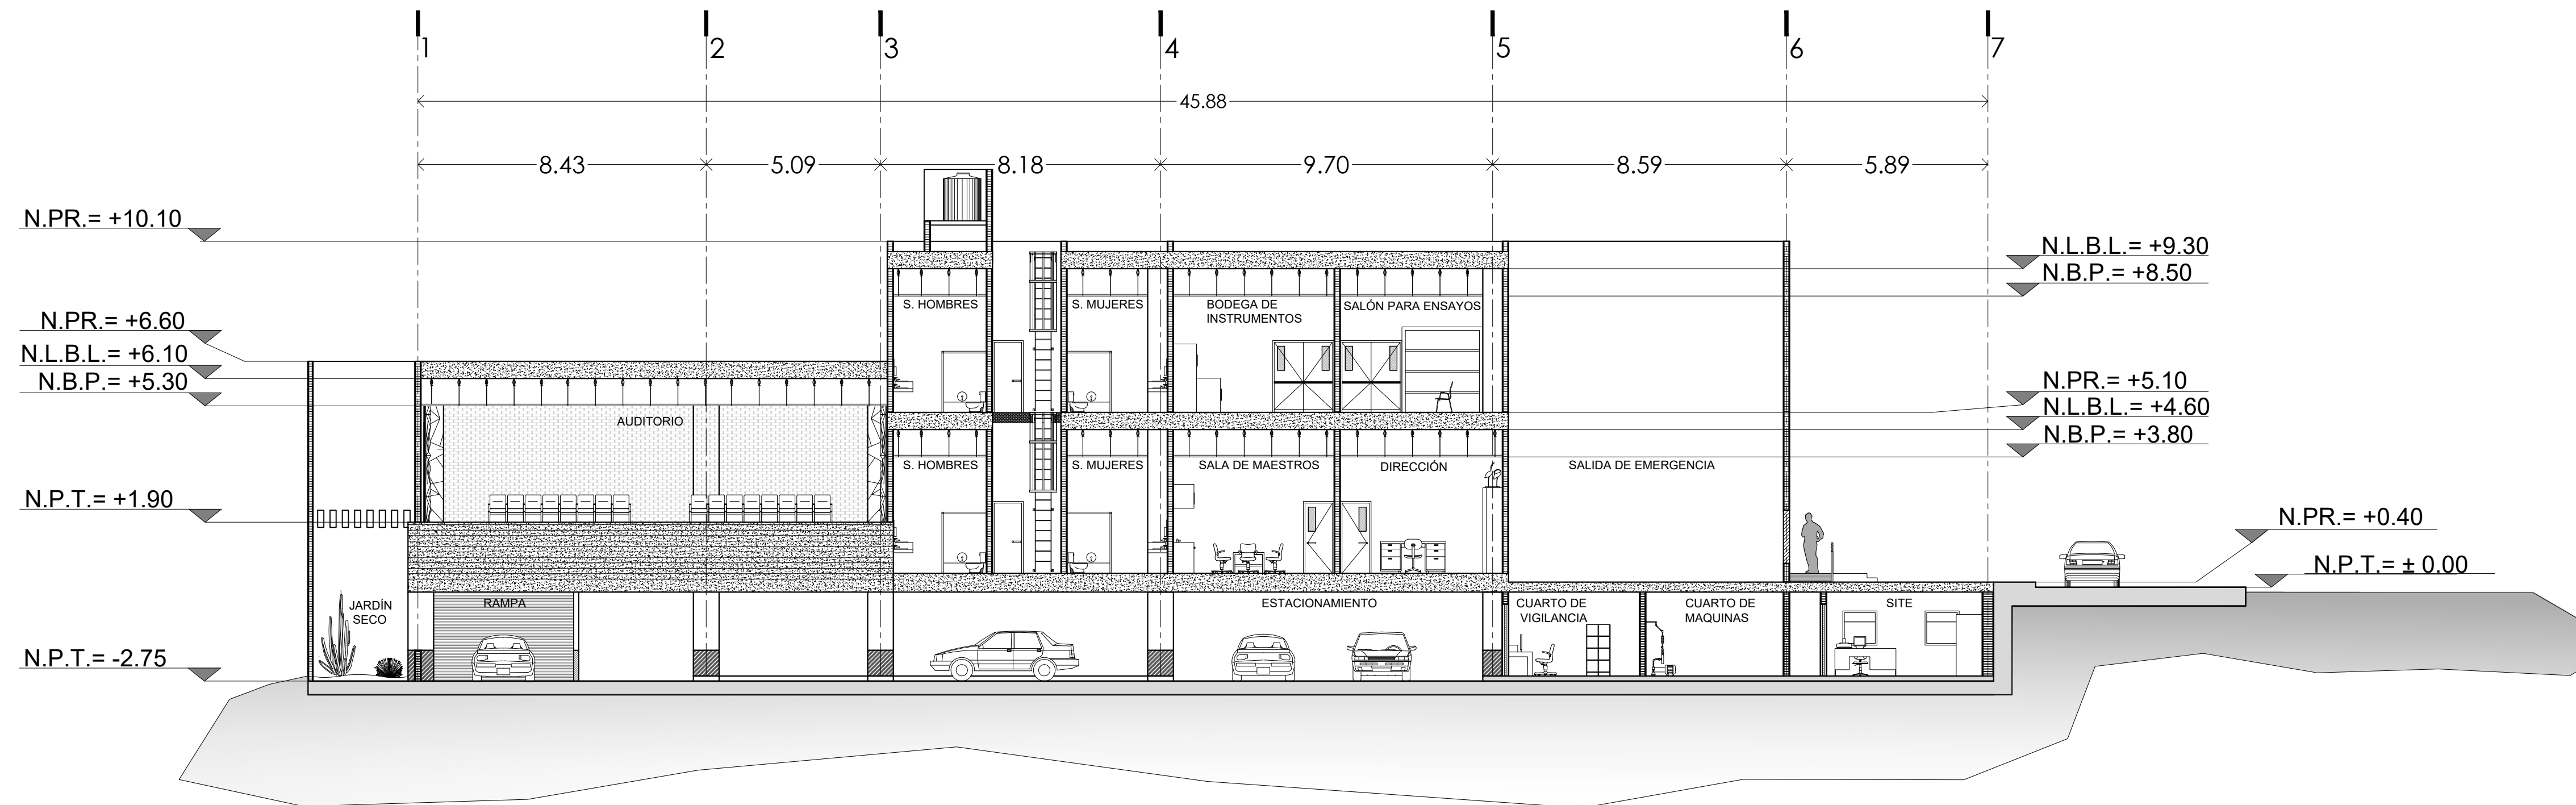 1
2
3
4
5
6
7
45.88
8.43
5.09
8.18
9.70
8.59
5.89
N.PR.= +10.10
N.L.B.L.= +9.30
N.B.P.= +8.50
S. HOMBRES
S. MUJERES
BODEGA DE
INSTRUMENTOS
SALÓN PARA ENSAYOS
N.PR.= +6.60
N.L.B.L.= +6.10
N.B.P.= +5.30
N.PR.= +5.10
N.L.B.L.= +4.60
N.B.P.= +3.80
AUDITORIO
S. HOMBRES
S. MUJERES
SALA DE MAESTROS
DIRECCIÓN
SALIDA DE EMERGENCIA
N.P.T.= +1.90
N.PR.= +0.40
N.P.T.= ± 0.00
JARDÍN
SECO
RAMPA
ESTACIONAMIENTO
CUARTO DE
VIGILANCIA
CUARTO DE
MAQUINAS
SITE
N.P.T.= -2.75